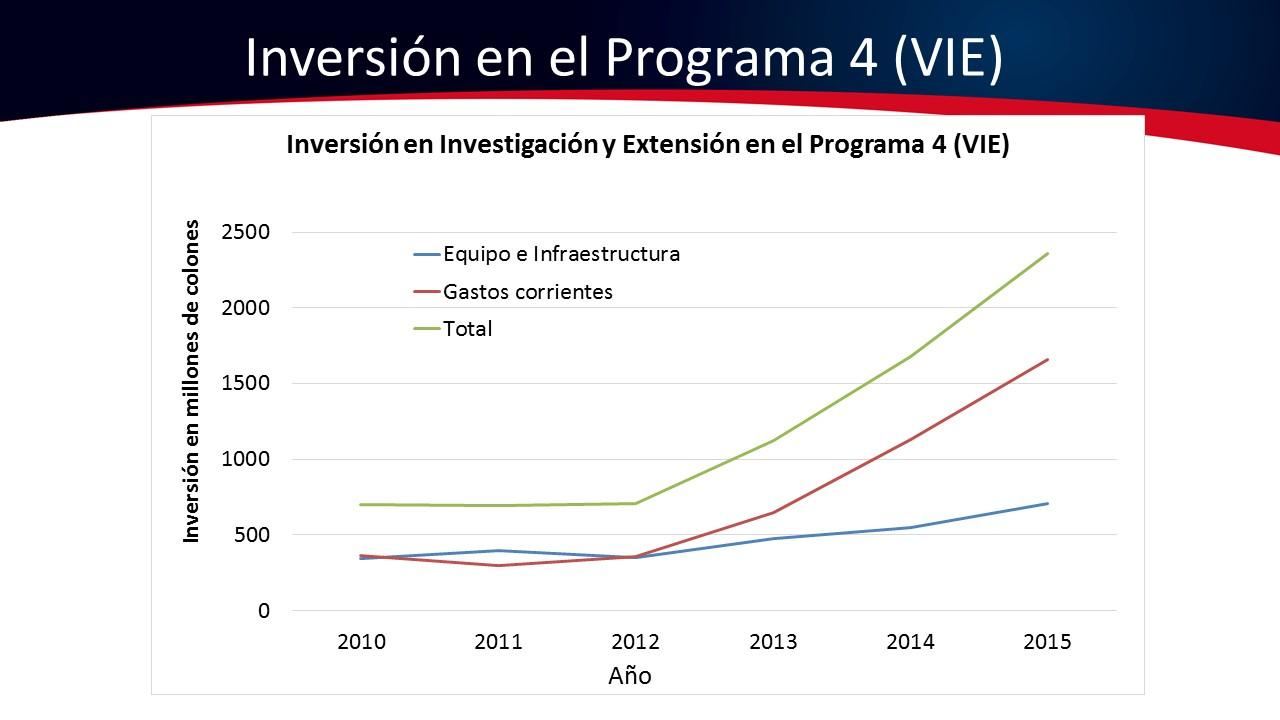 Inversión en el Programa 4 (VIE)
Inversión en Investigación y Extensión en el Programa 4 (VIE)
Inversión en millones de colones
2500
2000
1500
1000
500
0
Equipo e Infraestructura
Gastos corrientes
Total
2010 2011 2012 2013 2014 2015
Año